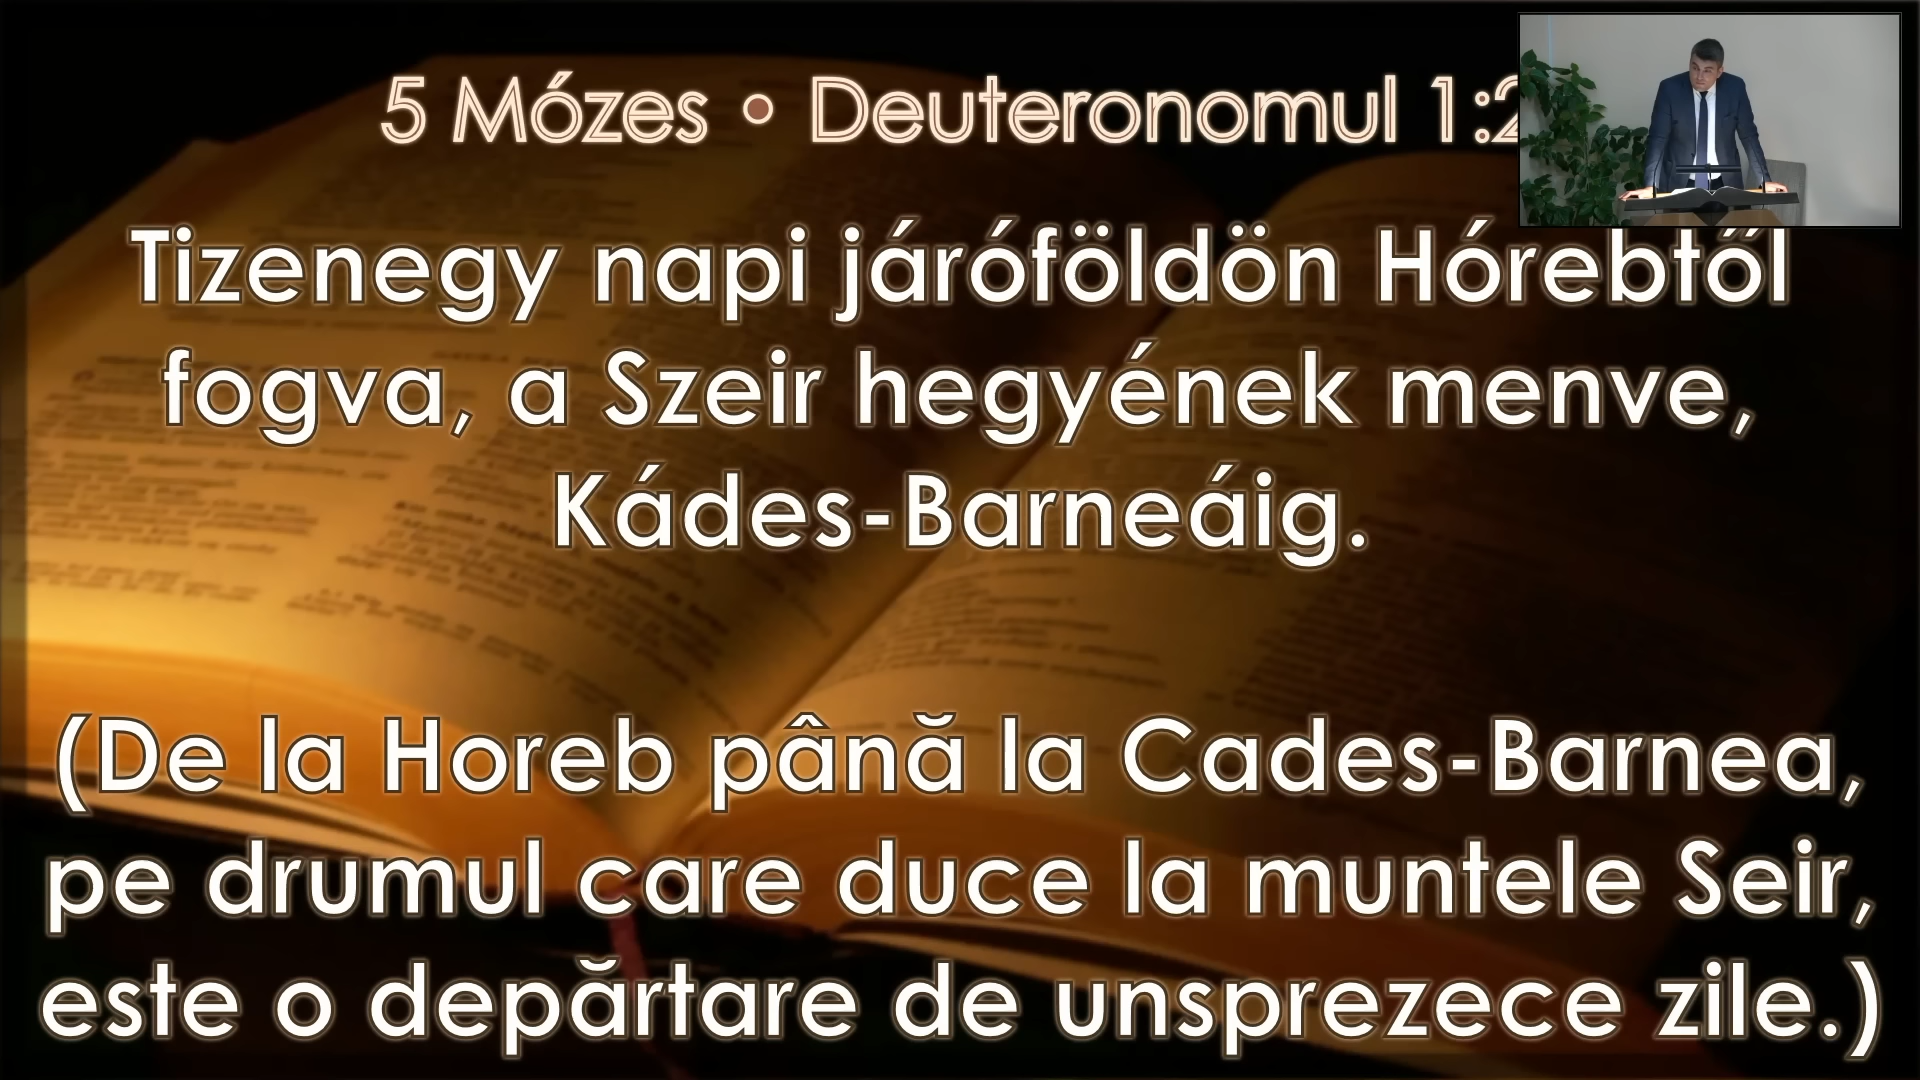 5 Mózes • Deuteronomul 1:2
Tizenegy napi járóföldön Hórebtől
fogva, a Szeir hegyének menve,
Kádes-Barneáig.
(De la Horeb până la Cades-Barnea,
pe drumul care duce la muntele Seir,
este o depărtare de unsprezece zile.)